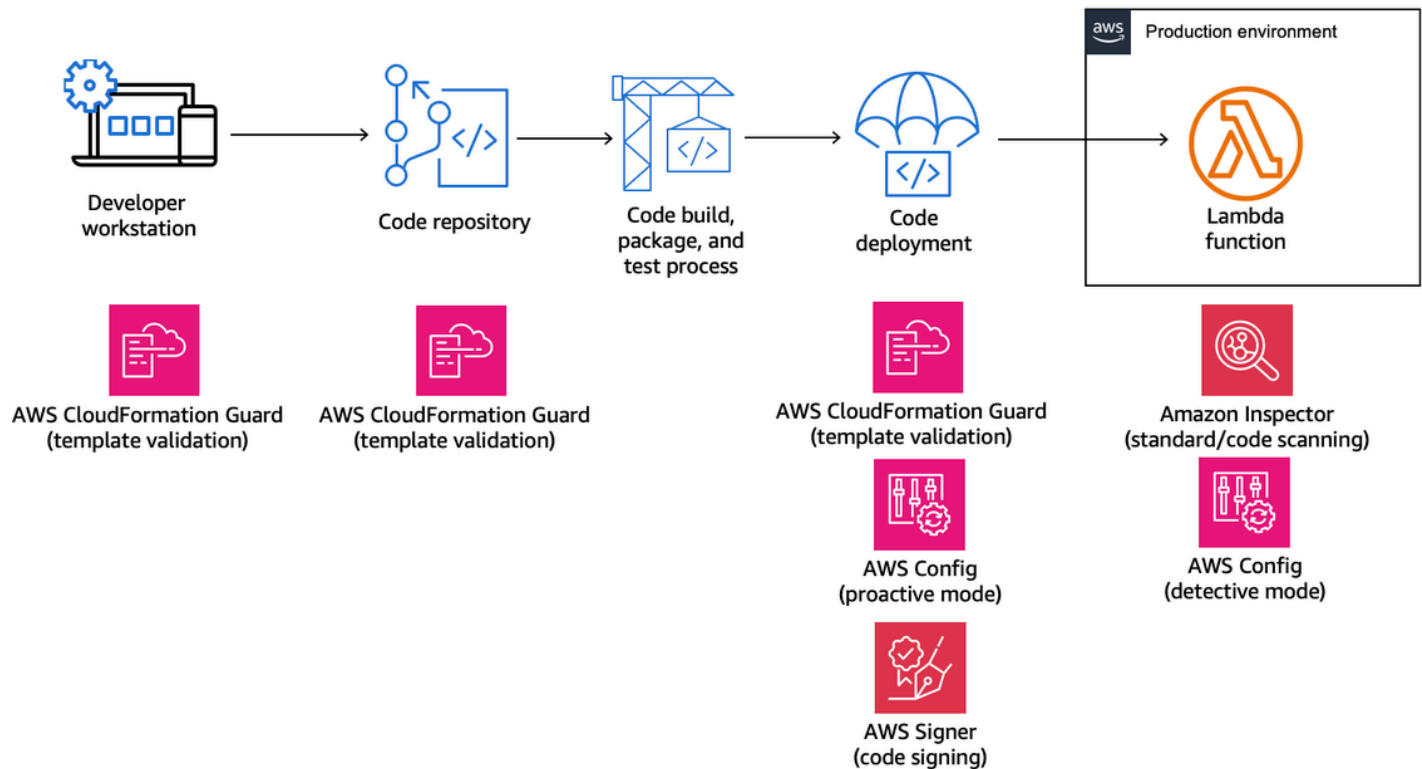 aws
Production environment
</>
</>
</>
Developer
workstation
Code repository
Code build,
package, and
test process
Code
deployment
Lambda
function
AWS CloudFormation Guard
(template validation)
AWS CloudFormation Guard
(template validation)
AWS CloudFormation Guard
(template validation)
Amazon Inspector
(standard/code scanning)
AWS Config
(proactive mode)
AWS Config
(detective mode)
AWS Signer
(code signing)